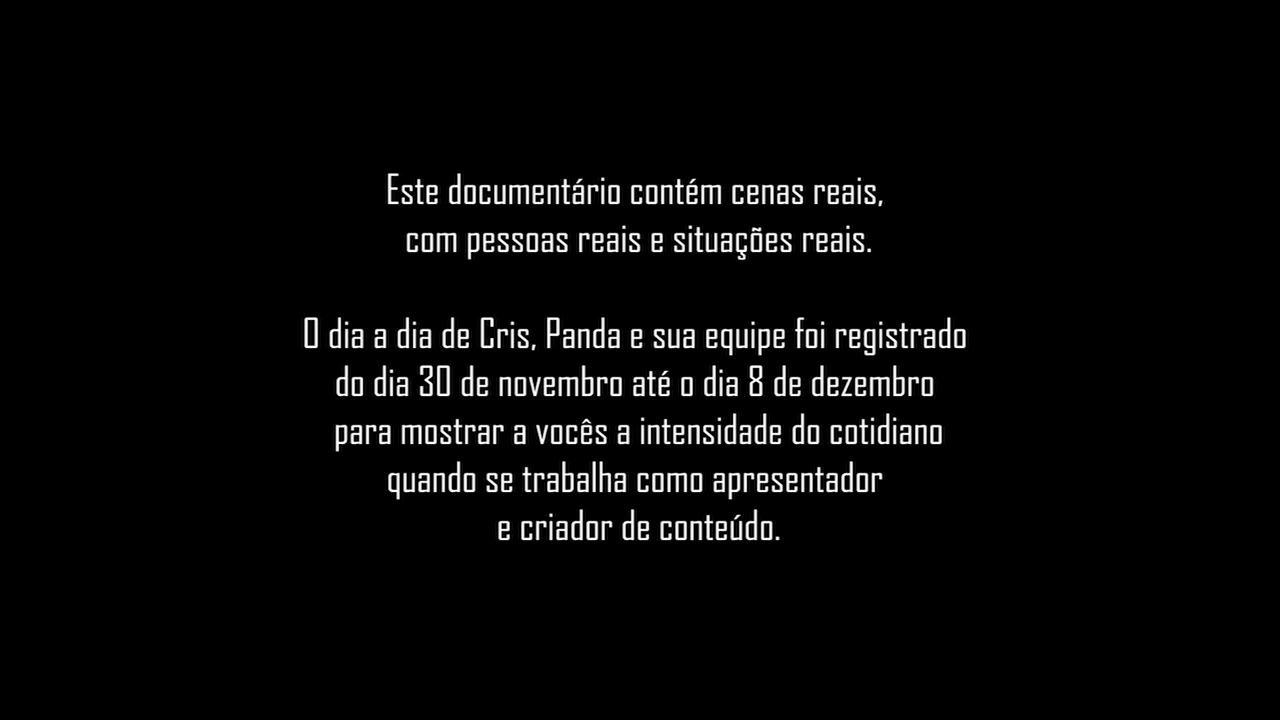 Este documentário contém cenas reais,
com pessoas reais e situações reais.
O dia a dia de Cris, Panda e sua equipe foi registrado
do dia 30 de novembro até o dia 8 de dezembro
para mostrar a vocês a intensidade do cotidiano
quando se trabalha como apresentador
e criador de conteúdo.